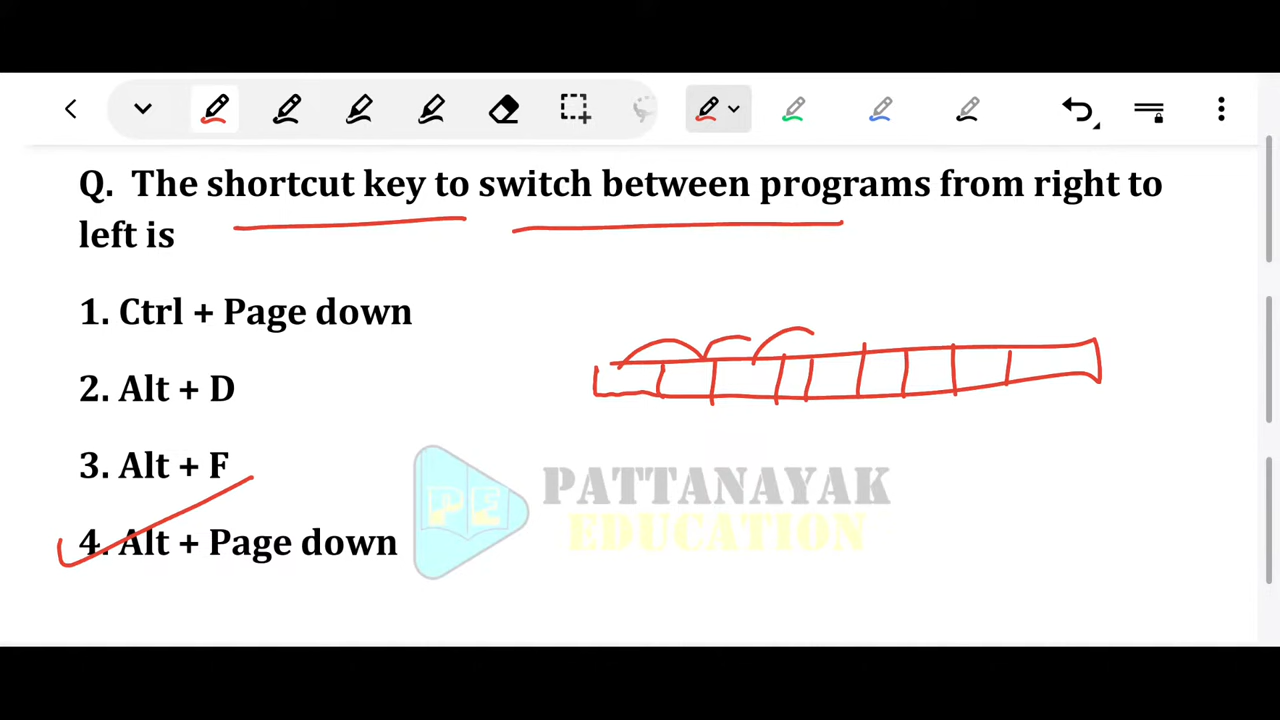 Q. The shortcut key to switch between programs from right to
left is
1. Ctrl + Page down
2. Alt + D
3. Alt + F
4. Alt + Page down
PE
PATTANAYAK
EDUCATION